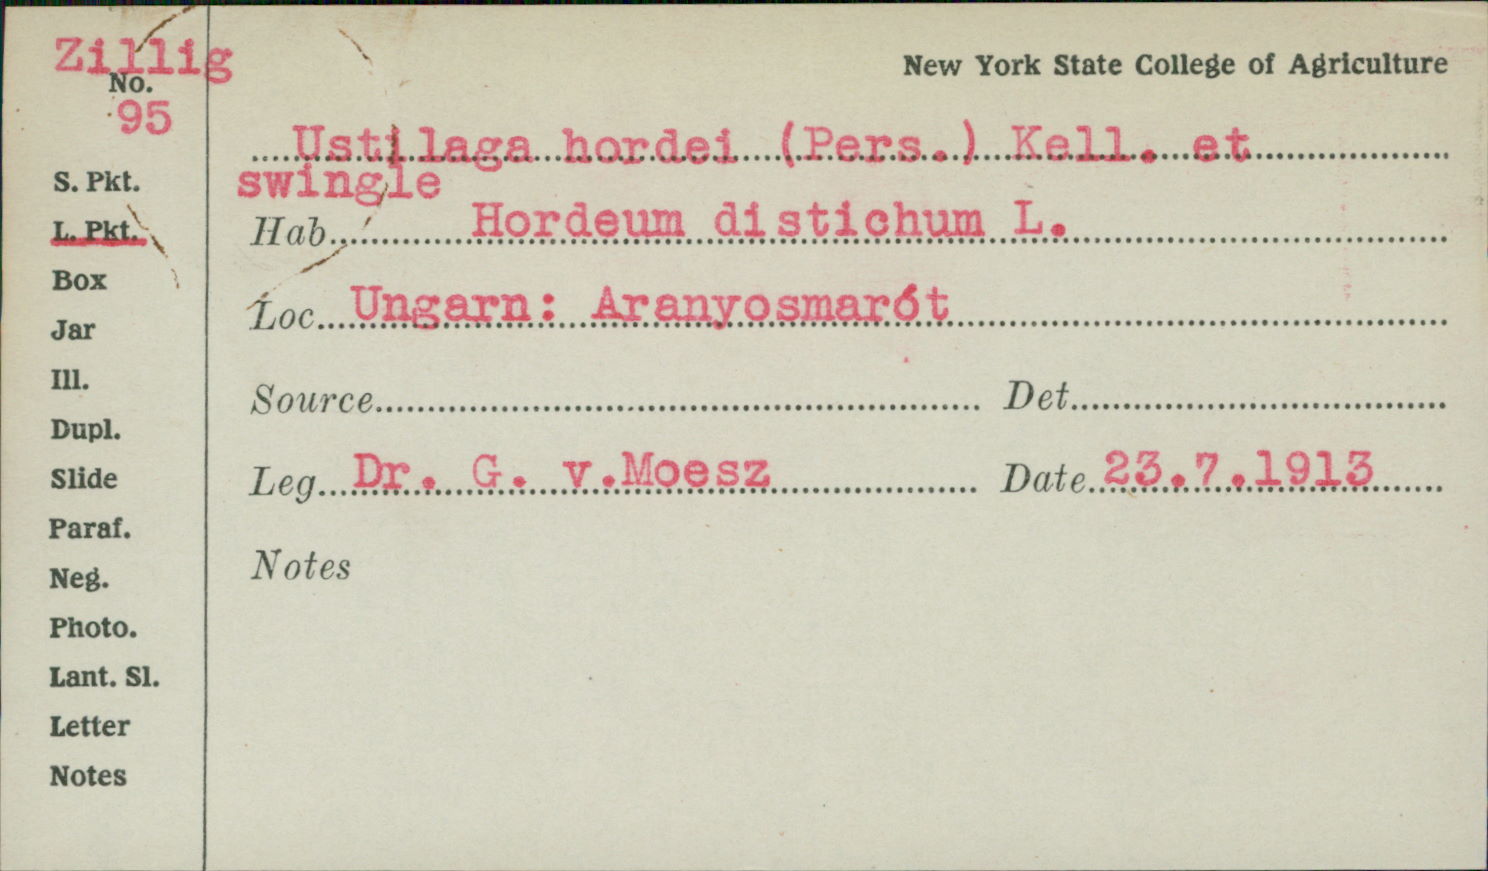 Zillig
No.
95
New York State College of Agriculture
Ustilaga hordei (Pers.) Kell. et
swingle
Hab. Hordeum distichum L.
Loc. Ungarn: Aranyosmarót
Source
Det.
Leg. Dr. G. v.Moesz
Date 23.7.1913
Notes
S. Pkt.
L. Pkt.
Box
Jar
Ill.
Dupl.
Slide
Paraf.
Neg.
Photo.
Lant. Sl.
Letter
Notes